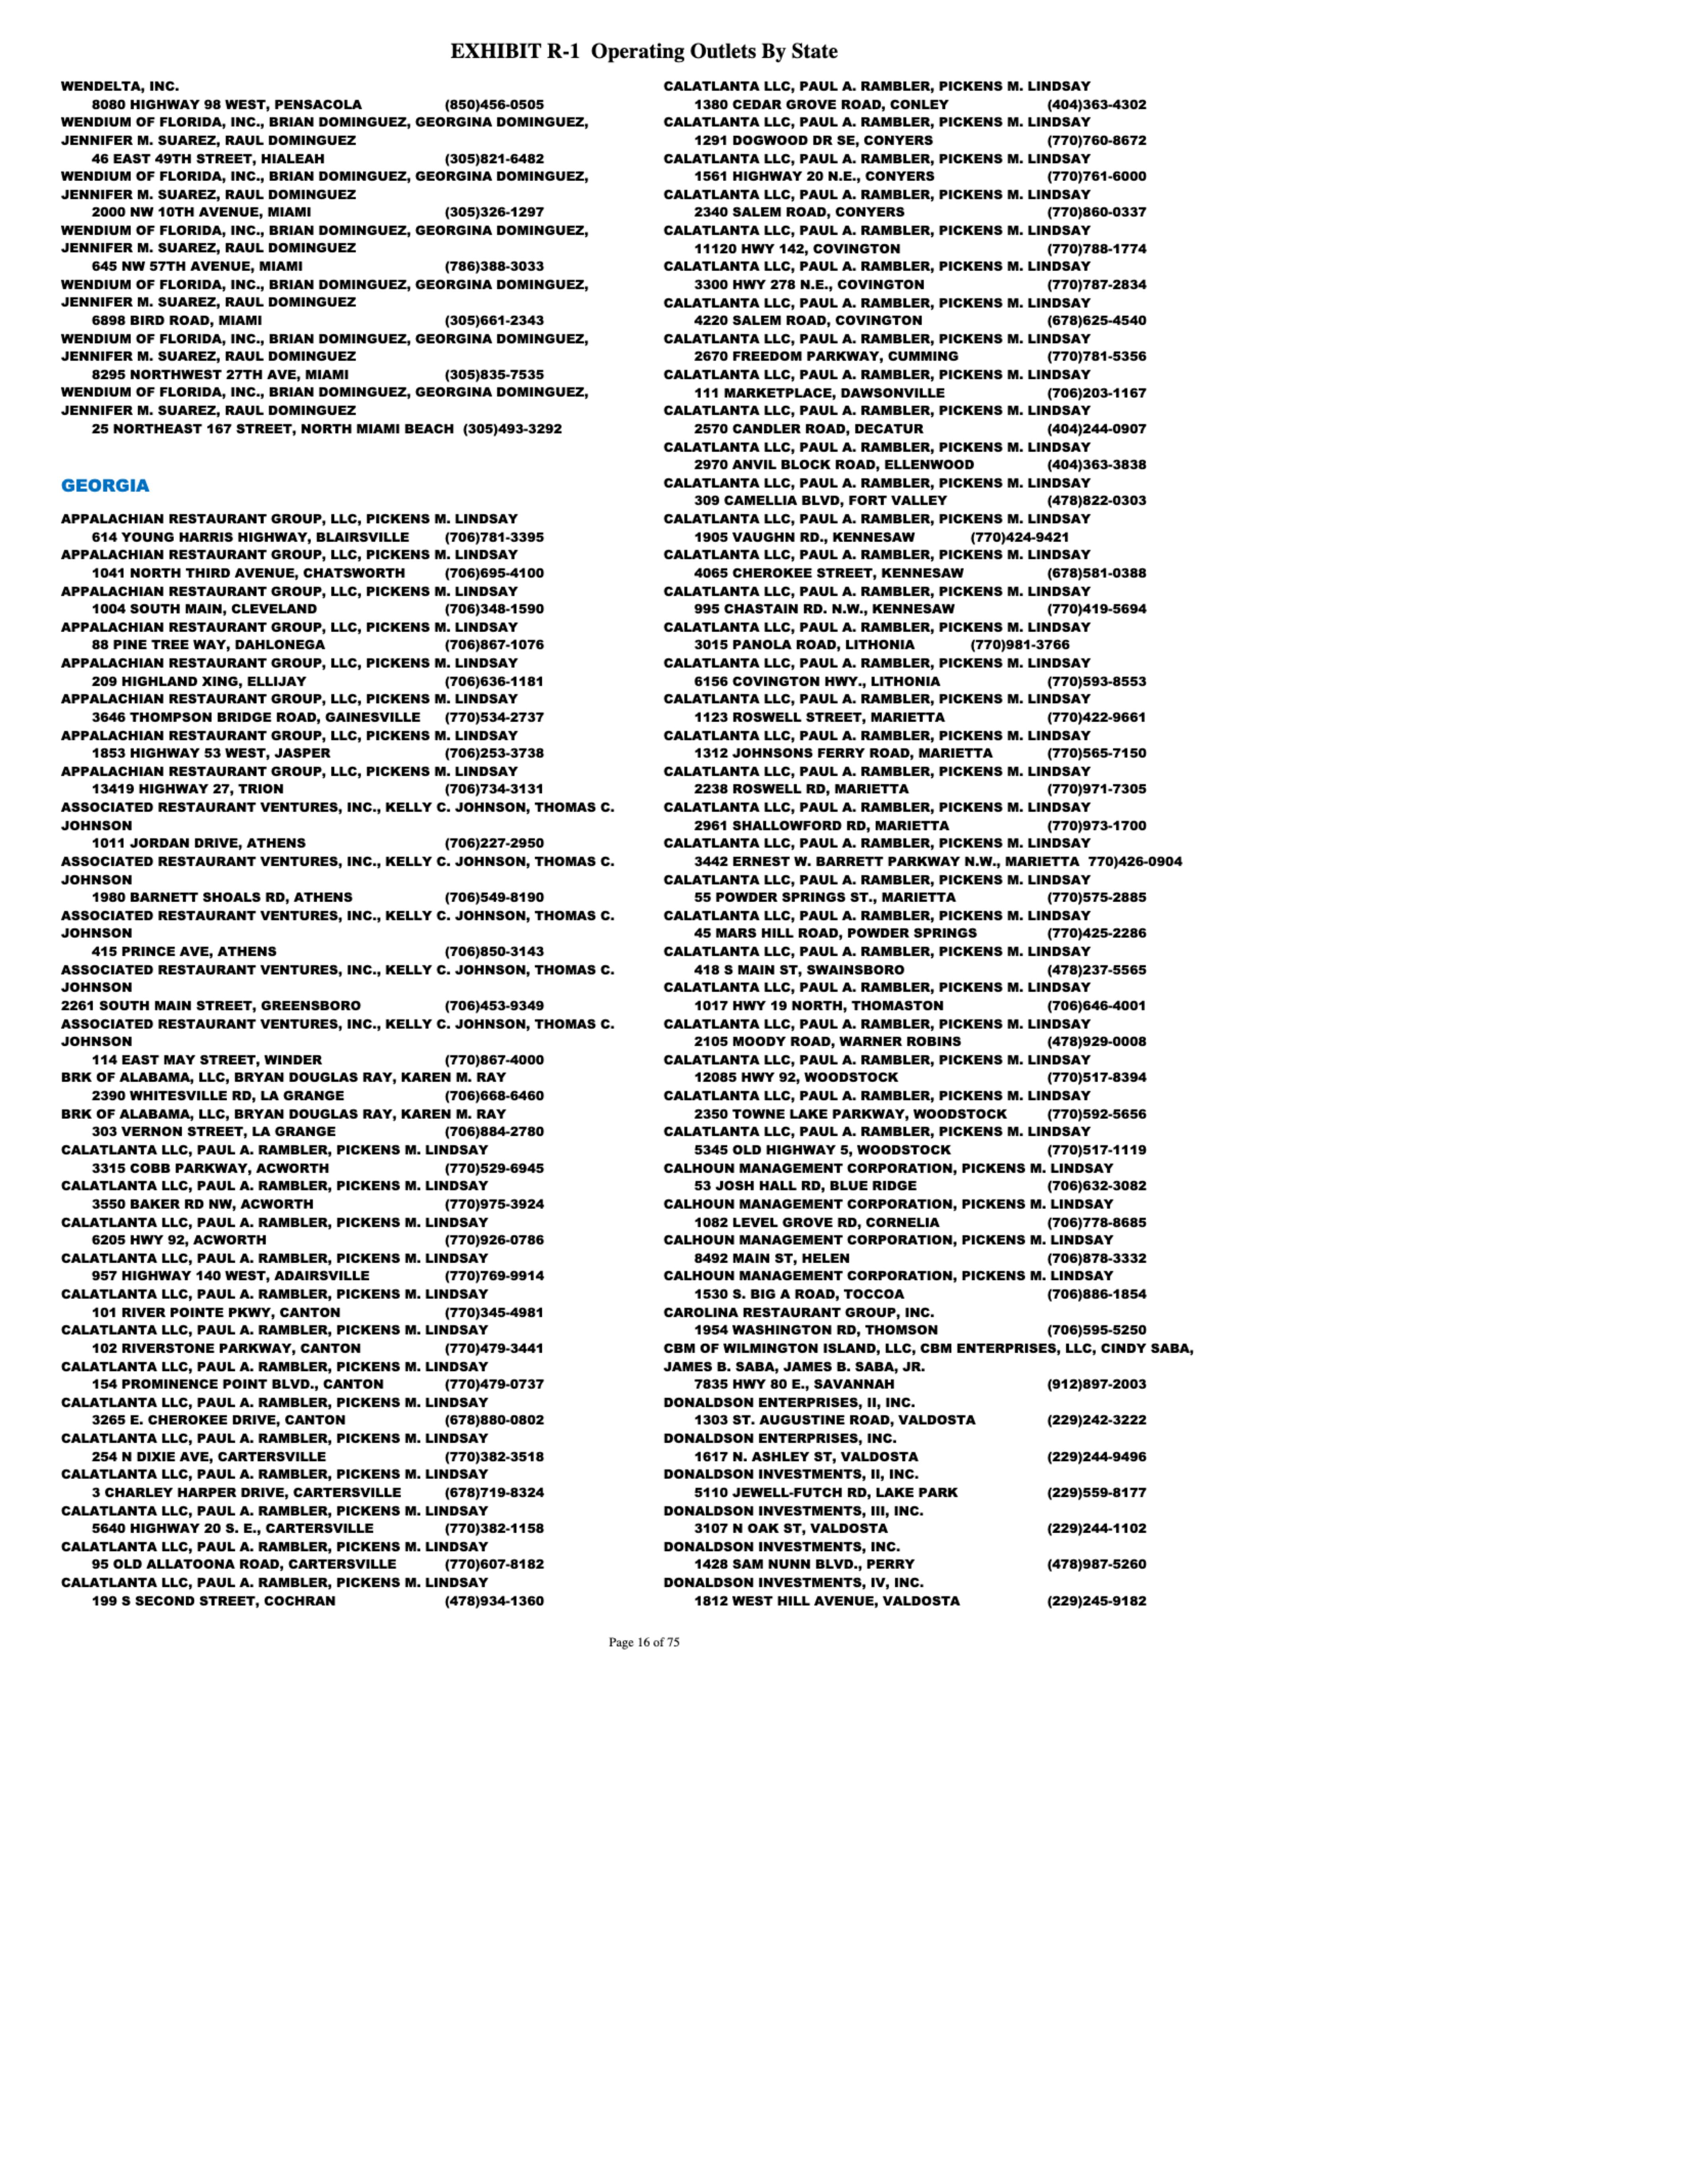 EXHIBIT R-1 Operating Outlets By State
WENDELTA, INC.
8080 HIGHWAY 98 WEST, PENSACOLA (850)456-0505
WENDIUM OF FLORIDA, INC., BRIAN DOMINGUEZ, GEORGINA DOMINGUEZ,
JENNIFER M. SUAREZ, RAUL DOMINGUEZ
46 EAST 49TH STREET, HIALEAH (305)821-6482
WENDIUM OF FLORIDA, INC., BRIAN DOMINGUEZ, GEORGINA DOMINGUEZ,
JENNIFER M. SUAREZ, RAUL DOMINGUEZ
2000 NW 10TH AVENUE, MIAMI (305)326-1297
WENDIUM OF FLORIDA, INC., BRIAN DOMINGUEZ, GEORGINA DOMINGUEZ,
JENNIFER M. SUAREZ, RAUL DOMINGUEZ
645 NW 57TH AVENUE, MIAMI (786)388-3033
WENDIUM OF FLORIDA, INC., BRIAN DOMINGUEZ, GEORGINA DOMINGUEZ,
JENNIFER M. SUAREZ, RAUL DOMINGUEZ
6898 BIRD ROAD, MIAMI (305)661-2343
WENDIUM OF FLORIDA, INC., BRIAN DOMINGUEZ, GEORGINA DOMINGUEZ,
JENNIFER M. SUAREZ, RAUL DOMINGUEZ
8295 NORTHWEST 27TH AVE, MIAMI (305)835-7535
WENDIUM OF FLORIDA, INC., BRIAN DOMINGUEZ, GEORGINA DOMINGUEZ,
JENNIFER M. SUAREZ, RAUL DOMINGUEZ
25 NORTHEAST 167 STREET, NORTH MIAMI BEACH (305)493-3292
GEORGIA
APPALACHIAN RESTAURANT GROUP, LLC, PICKENS M. LINDSAY
614 YOUNG HARRIS HIGHWAY, BLAIRSVILLE (706)781-3395
APPALACHIAN RESTAURANT GROUP, LLC, PICKENS M. LINDSAY
1041 NORTH THIRD AVENUE, CHATSWORTH (706)695-4100
APPALACHIAN RESTAURANT GROUP, LLC, PICKENS M. LINDSAY
1004 SOUTH MAIN, CLEVELAND (706)348-1590
APPALACHIAN RESTAURANT GROUP, LLC, PICKENS M. LINDSAY
88 PINE TREE WAY, DAHLONEGA (706)867-1076
APPALACHIAN RESTAURANT GROUP, LLC, PICKENS M. LINDSAY
209 HIGHLAND XING, ELLIJAY (706)636-1181
APPALACHIAN RESTAURANT GROUP, LLC, PICKENS M. LINDSAY
3646 THOMPSON BRIDGE ROAD, GAINESVILLE (770)534-2737
APPALACHIAN RESTAURANT GROUP, LLC, PICKENS M. LINDSAY
1853 HIGHWAY 53 WEST, JASPER (706)253-3738
APPALACHIAN RESTAURANT GROUP, LLC, PICKENS M. LINDSAY
13419 HIGHWAY 27, TRION (706)734-3131
ASSOCIATED RESTAURANT VENTURES, INC., KELLY C. JOHNSON, THOMAS C.
JOHNSON
1011 JORDAN DRIVE, ATHENS (706)227-2950
ASSOCIATED RESTAURANT VENTURES, INC., KELLY C. JOHNSON, THOMAS C.
JOHNSON
1980 BARNETT SHOALS RD, ATHENS (706)549-8190
ASSOCIATED RESTAURANT VENTURES, INC., KELLY C. JOHNSON, THOMAS C.
JOHNSON
415 PRINCE AVE, ATHENS (706)850-3143
ASSOCIATED RESTAURANT VENTURES, INC., KELLY C. JOHNSON, THOMAS C.
JOHNSON
2261 SOUTH MAIN STREET, GREENSBORO (706)453-9349
ASSOCIATED RESTAURANT VENTURES, INC., KELLY C. JOHNSON, THOMAS C.
JOHNSON
114 EAST MAY STREET, WINDER (770)867-4000
BRK OF ALABAMA, LLC, BRYAN DOUGLAS RAY, KAREN M. RAY
2390 WHITESVILLE RD, LA GRANGE (706)668-6460
BRK OF ALABAMA, LLC, BRYAN DOUGLAS RAY, KAREN M. RAY
303 VERNON STREET, LA GRANGE (706)884-2780
CALATLANTA LLC, PAUL A. RAMBLER, PICKENS M. LINDSAY
3315 COBB PARKWAY, ACWORTH (770)529-6945
CALATLANTA LLC, PAUL A. RAMBLER, PICKENS M. LINDSAY
3550 BAKER RD NW, ACWORTH (770)975-3924
CALATLANTA LLC, PAUL A. RAMBLER, PICKENS M. LINDSAY
6205 HWY 92, ACWORTH (770)926-0786
CALATLANTA LLC, PAUL A. RAMBLER, PICKENS M. LINDSAY
957 HIGHWAY 140 WEST, ADAIRSVILLE (770)769-9914
CALATLANTA LLC, PAUL A. RAMBLER, PICKENS M. LINDSAY
101 RIVER POINTE PKWY, CANTON (770)345-4981
CALATLANTA LLC, PAUL A. RAMBLER, PICKENS M. LINDSAY
102 RIVERSTONE PARKWAY, CANTON (770)479-3441
CALATLANTA LLC, PAUL A. RAMBLER, PICKENS M. LINDSAY
154 PROMINENCE POINT BLVD., CANTON (770)479-0737
CALATLANTA LLC, PAUL A. RAMBLER, PICKENS M. LINDSAY
3265 E. CHEROKEE DRIVE, CANTON (678)880-0802
CALATLANTA LLC, PAUL A. RAMBLER, PICKENS M. LINDSAY
254 N DIXIE AVE, CARTERSVILLE (770)382-3518
CALATLANTA LLC, PAUL A. RAMBLER, PICKENS M. LINDSAY
3 CHARLEY HARPER DRIVE, CARTERSVILLE (678)719-8324
CALATLANTA LLC, PAUL A. RAMBLER, PICKENS M. LINDSAY
5640 HIGHWAY 20 S. E., CARTERSVILLE (770)382-1158
CALATLANTA LLC, PAUL A. RAMBLER, PICKENS M. LINDSAY
95 OLD ALLATOONA ROAD, CARTERSVILLE (770)607-8182
CALATLANTA LLC, PAUL A. RAMBLER, PICKENS M. LINDSAY
199 S SECOND STREET, COCHRAN (478)934-1360
CALATLANTA LLC, PAUL A. RAMBLER, PICKENS M. LINDSAY
1380 CEDAR GROVE ROAD, CONLEY (404)363-4302
CALATLANTA LLC, PAUL A. RAMBLER, PICKENS M. LINDSAY
1291 DOGWOOD DR SE, CONYERS (770)760-8672
CALATLANTA LLC, PAUL A. RAMBLER, PICKENS M. LINDSAY
1561 HIGHWAY 20 N.E., CONYERS (770)761-6000
CALATLANTA LLC, PAUL A. RAMBLER, PICKENS M. LINDSAY
2340 SALEM ROAD, CONYERS (770)860-0337
CALATLANTA LLC, PAUL A. RAMBLER, PICKENS M. LINDSAY
11120 HWY 142, COVINGTON (770)788-1774
CALATLANTA LLC, PAUL A. RAMBLER, PICKENS M. LINDSAY
3300 HWY 278 N.E., COVINGTON (770)787-2834
CALATLANTA LLC, PAUL A. RAMBLER, PICKENS M. LINDSAY
4220 SALEM ROAD, COVINGTON (678)625-4540
CALATLANTA LLC, PAUL A. RAMBLER, PICKENS M. LINDSAY
2670 FREEDOM PARKWAY, CUMMING (770)781-5356
CALATLANTA LLC, PAUL A. RAMBLER, PICKENS M. LINDSAY
111 MARKETPLACE, DAWSONVILLE (706)203-1167
CALATLANTA LLC, PAUL A. RAMBLER, PICKENS M. LINDSAY
2570 CANDLER ROAD, DECATUR (404)244-0907
CALATLANTA LLC, PAUL A. RAMBLER, PICKENS M. LINDSAY
2970 ANVIL BLOCK ROAD, ELLENWOOD (404)363-3838
CALATLANTA LLC, PAUL A. RAMBLER, PICKENS M. LINDSAY
309 CAMELLIA BLVD, FORT VALLEY (478)822-0303
CALATLANTA LLC, PAUL A. RAMBLER, PICKENS M. LINDSAY
1905 VAUGHN RD., KENNESAW (770)424-9421
CALATLANTA LLC, PAUL A. RAMBLER, PICKENS M. LINDSAY
4065 CHEROKEE STREET, KENNESAW (678)581-0388
CALATLANTA LLC, PAUL A. RAMBLER, PICKENS M. LINDSAY
995 CHASTAIN RD. N.W., KENNESAW (770)419-5694
CALATLANTA LLC, PAUL A. RAMBLER, PICKENS M. LINDSAY
3015 PANOLA ROAD, LITHONIA (770)981-3766
CALATLANTA LLC, PAUL A. RAMBLER, PICKENS M. LINDSAY
6156 COVINGTON HWY., LITHONIA (770)593-8553
CALATLANTA LLC, PAUL A. RAMBLER, PICKENS M. LINDSAY
1123 ROSWELL STREET, MARIETTA (770)422-9661
CALATLANTA LLC, PAUL A. RAMBLER, PICKENS M. LINDSAY
1312 JOHNSONS FERRY ROAD, MARIETTA (770)565-7150
CALATLANTA LLC, PAUL A. RAMBLER, PICKENS M. LINDSAY
2238 ROSWELL RD, MARIETTA (770)971-7305
CALATLANTA LLC, PAUL A. RAMBLER, PICKENS M. LINDSAY
2961 SHALLOWFORD RD, MARIETTA (770)973-1700
CALATLANTA LLC, PAUL A. RAMBLER, PICKENS M. LINDSAY
3442 ERNEST W. BARRETT PARKWAY N.W., MARIETTA 770)426-0904
CALATLANTA LLC, PAUL A. RAMBLER, PICKENS M. LINDSAY
55 POWDER SPRINGS ST., MARIETTA (770)575-2885
CALATLANTA LLC, PAUL A. RAMBLER, PICKENS M. LINDSAY
45 MARS HILL ROAD, POWDER SPRINGS (770)425-2286
CALATLANTA LLC, PAUL A. RAMBLER, PICKENS M. LINDSAY
418 S MAIN ST, SWAINSBORO (478)237-5565
CALATLANTA LLC, PAUL A. RAMBLER, PICKENS M. LINDSAY
1017 HWY 19 NORTH, THOMASTON (706)646-4001
CALATLANTA LLC, PAUL A. RAMBLER, PICKENS M. LINDSAY
2105 MOODY ROAD, WARNER ROBINS (478)929-0008
CALATLANTA LLC, PAUL A. RAMBLER, PICKENS M. LINDSAY
12085 HWY 92, WOODSTOCK (770)517-8394
CALATLANTA LLC, PAUL A. RAMBLER, PICKENS M. LINDSAY
2350 TOWNE LAKE PARKWAY, WOODSTOCK (770)592-5656
CALATLANTA LLC, PAUL A. RAMBLER, PICKENS M. LINDSAY
5345 OLD HIGHWAY 5, WOODSTOCK (770)517-1119
CALHOUN MANAGEMENT CORPORATION, PICKENS M. LINDSAY
53 JOSH HALL RD, BLUE RIDGE (706)632-3082
CALHOUN MANAGEMENT CORPORATION, PICKENS M. LINDSAY
1082 LEVEL GROVE RD, CORNELIA (706)778-8685
CALHOUN MANAGEMENT CORPORATION, PICKENS M. LINDSAY
8492 MAIN ST, HELEN (706)878-3332
CALHOUN MANAGEMENT CORPORATION, PICKENS M. LINDSAY
1530 S. BIG A ROAD, TOCCOA (706)886-1854
CAROLINA RESTAURANT GROUP, INC.
1954 WASHINGTON RD, THOMSON (706)595-5250
CBM OF WILMINGTON ISLAND, LLC, CBM ENTERPRISES, LLC, CINDY SABA,
JAMES B. SABA, JAMES B. SABA, JR.
7835 HWY 80 E., SAVANNAH (912)897-2003
DONALDSON ENTERPRISES, II, INC.
1303 ST. AUGUSTINE ROAD, VALDOSTA (229)242-3222
DONALDSON ENTERPRISES, INC.
1617 N. ASHLEY ST, VALDOSTA (229)244-9496
DONALDSON INVESTMENTS, II, INC.
5110 JEWELL-FUTCH RD, LAKE PARK (229)559-8177
DONALDSON INVESTMENTS, III, INC.
3107 N OAK ST, VALDOSTA (229)244-1102
DONALDSON INVESTMENTS, INC.
1428 SAM NUNN BLVD., PERRY (478)987-5260
DONALDSON INVESTMENTS, IV, INC.
1812 WEST HILL AVENUE, VALDOSTA (229)245-9182
Page 16 of 75